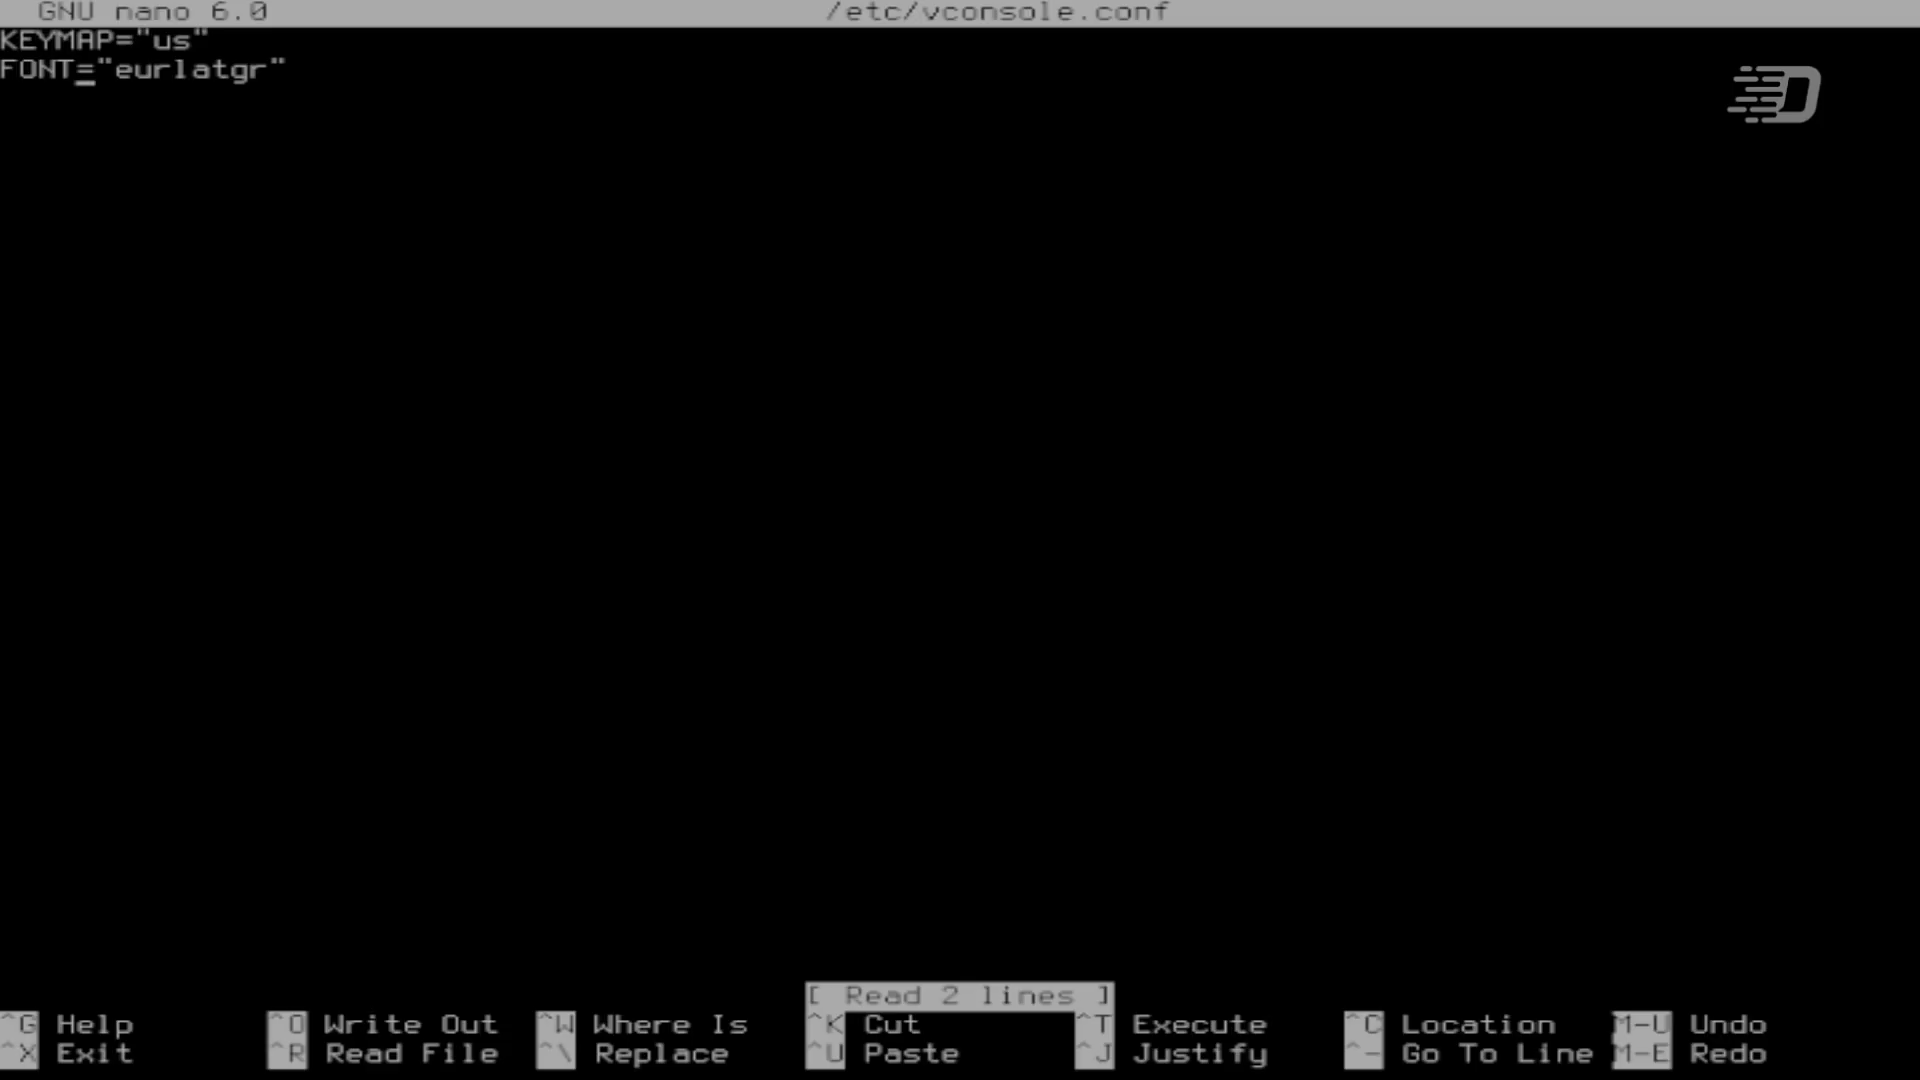 GNU nano 6.0 /etc/vconsole.conf
KEYMAP="us"
FONT="eurlatgr"
D
[ Read 2 lines ]
^G Help ^O Write Out ^W Where Is ^K Cut ^T Execute ^C Location M-U Undo
^X Exit ^R Read File ^\ Replace ^U Paste ^J Justify ^- Go To Line M-E Redo